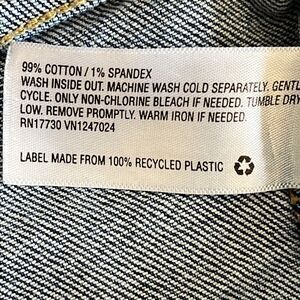 99% COTTON / 1% SPANDEX
WASH INSIDE OUT. MACHINE WASH COLD SEPARATELY. GENTL
CYCLE. ONLY NON-CHLORINE BLEACH IF NEEDED. TUMBLE DRY
LOW. REMOVE PROMPTLY. WARM IRON IF NEEDED.
RN17730 VN1247024
LABEL MADE FROM 100% RECYCLED PLASTIC